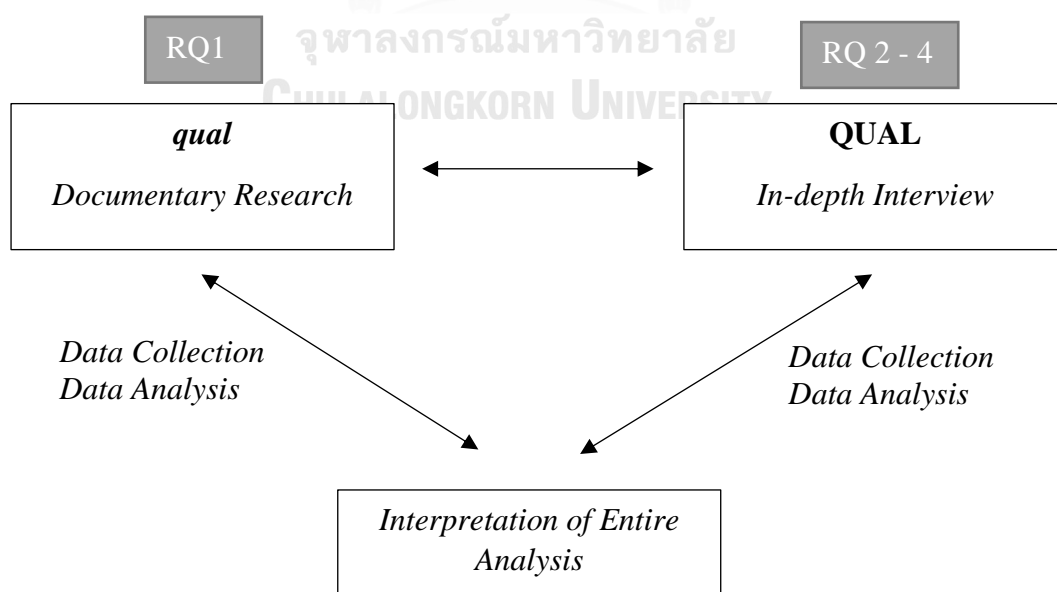 จุฬาลงกรณ์มหาวิทยาลัย
CHULALONGKORN UNIVERSITY
RQ1
RQ 2 - 4
qual
Documentary Research
QUAL
In-depth Interview
Data Collection
Data Analysis
Data Collection
Data Analysis
Interpretation of Entire
Analysis